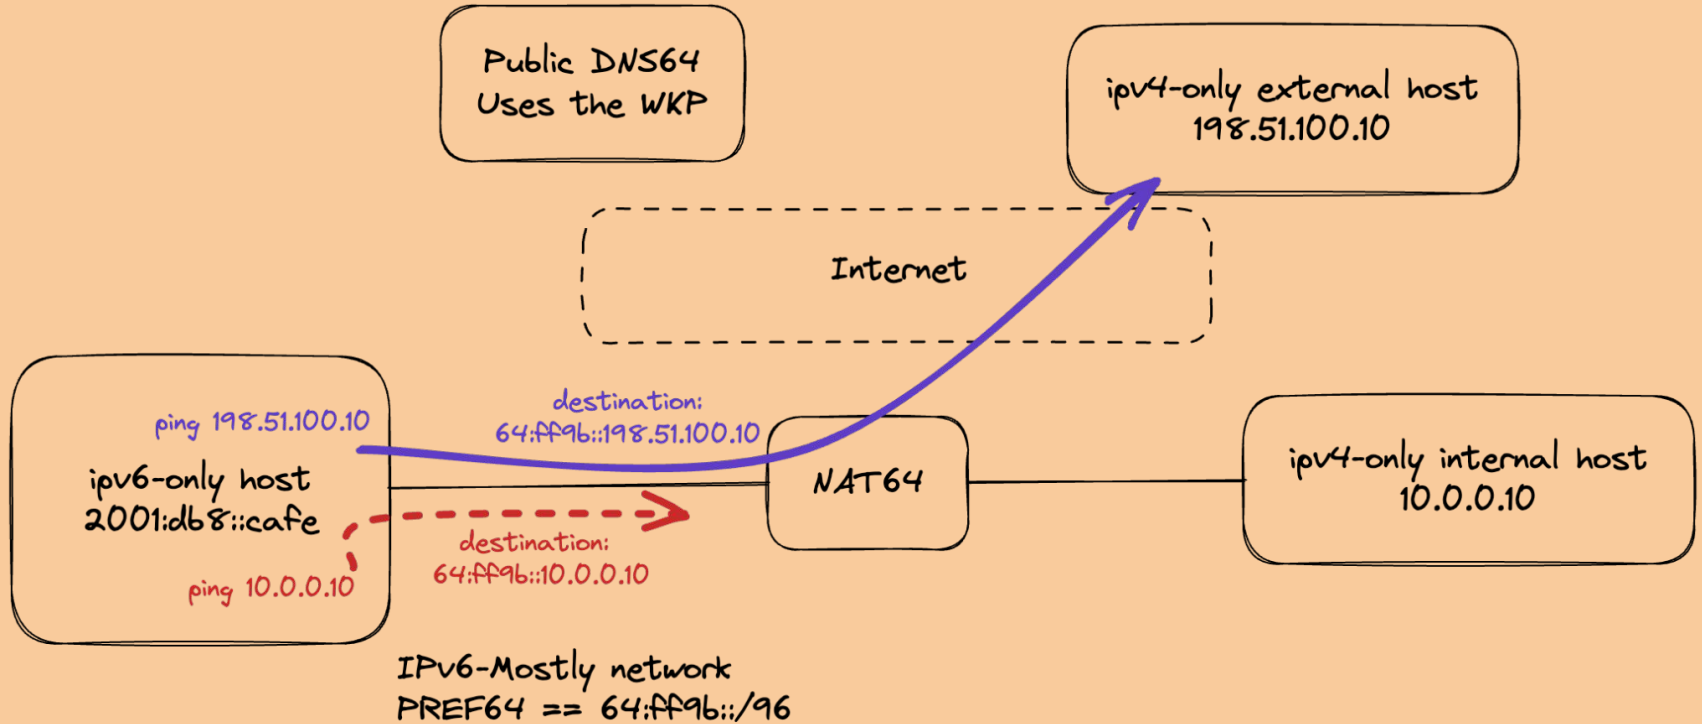 Public DNS64
Uses the WKP
ipv4-only external host
198.51.100.10
Internet
ping 198.51.100.10
destination:
64:ff9b::198.51.100.10
ipv6-only host
2001:db8::cafe
NAT64
ipv4-only internal host
10.0.0.10
ping 10.0.0.10
destination:
64:ff9b::10.0.0.10
IPv6-Mostly network
PREF64 == 64:ff9b::/96